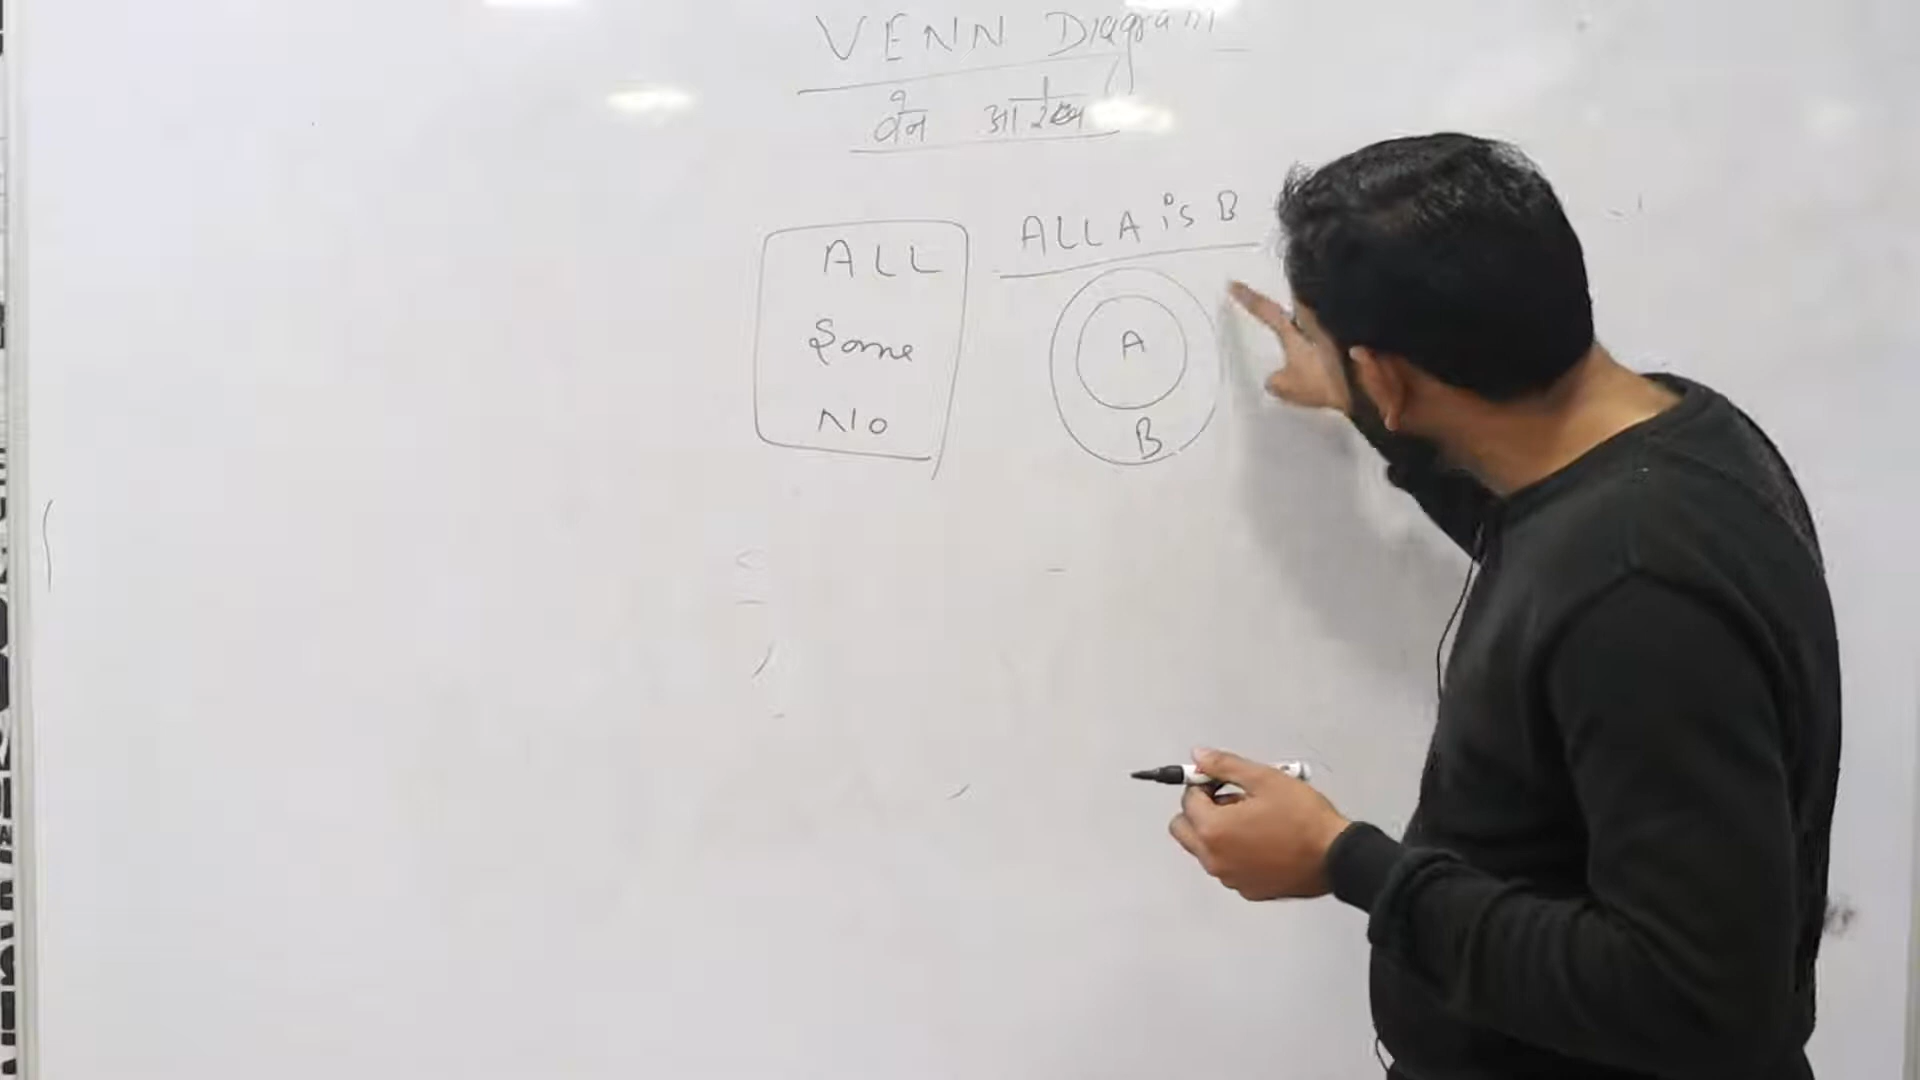 VENN Diagram
वेन आरेख
ALL
Some
No
ALL A is B
A
B